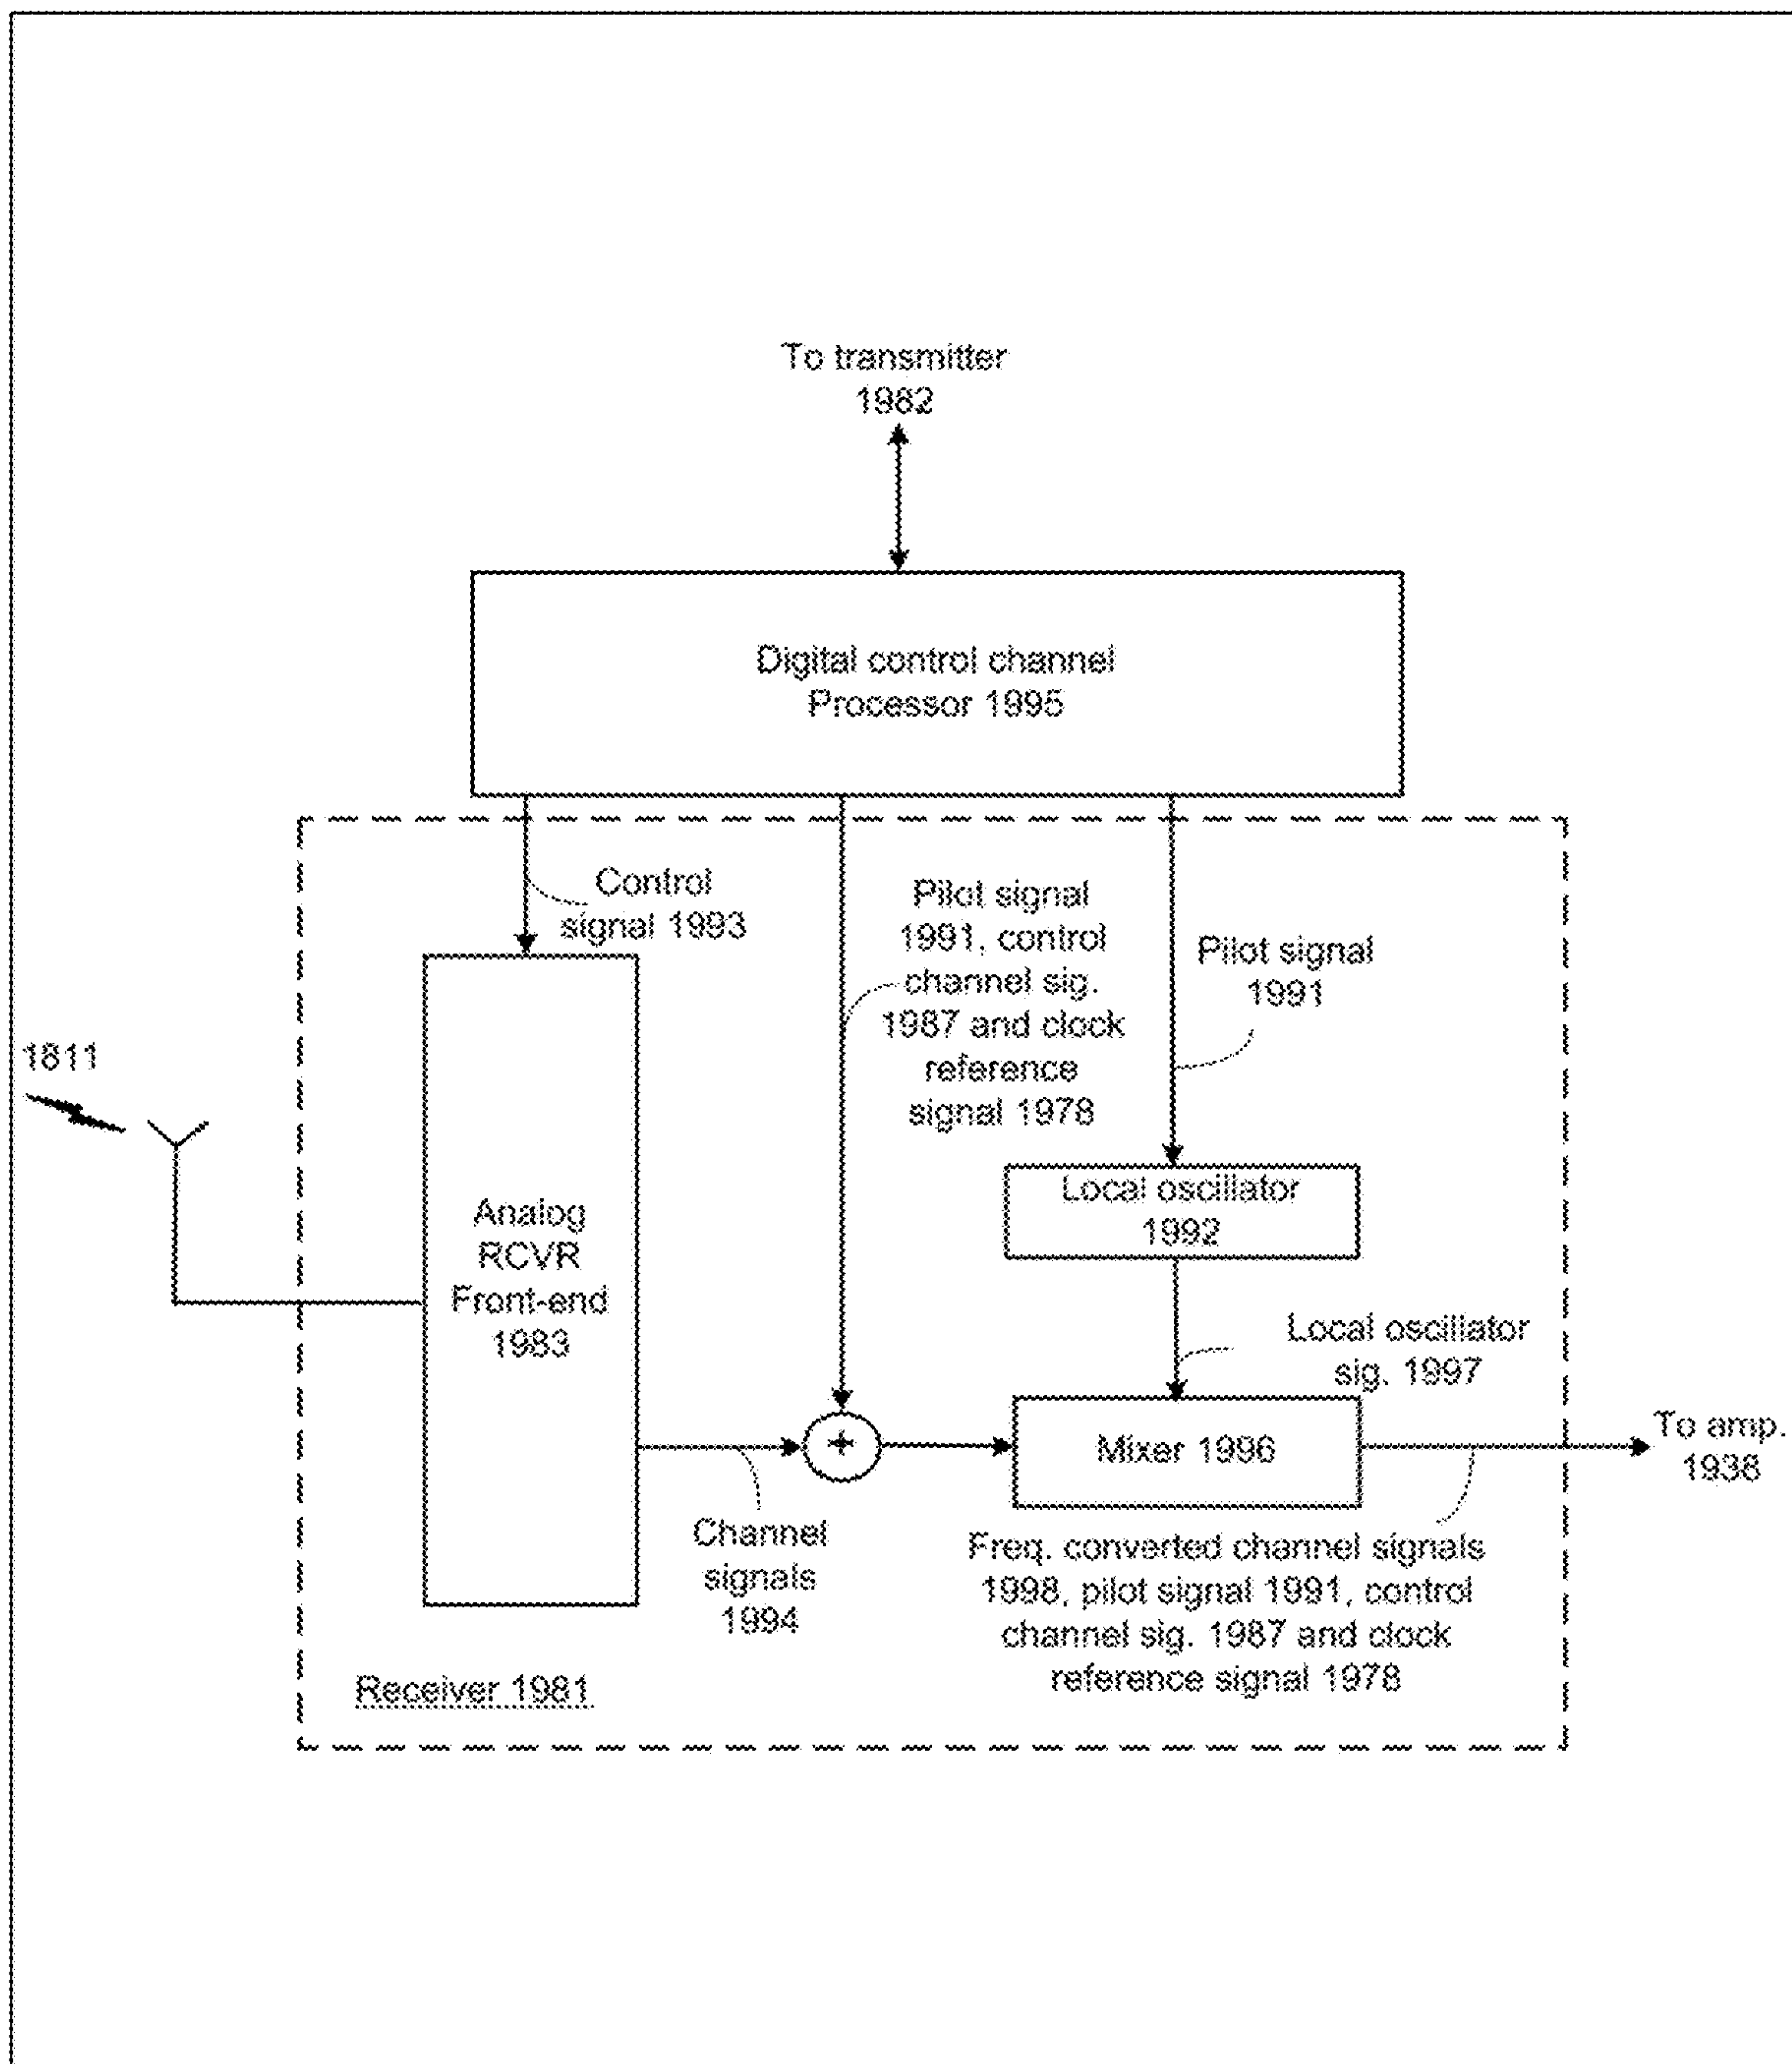 To transmitter
1982
Digital control channel
Processor 1995
Control
signal 1993
Pilot signal
1991, control
channel sig.
1987 and clock
reference
signal 1978
Pilot signal
1991
1811
Analog
RCVR
Front-end
1983
Local oscillator
1992
Local oscillator
sig. 1997
+
Mixer 1996
To amp.
1938
Channel
signals
1994
Freq. converted channel signals
1998, pilot signal 1991, control
channel sig. 1987 and clock
reference signal 1978
Receiver 1981